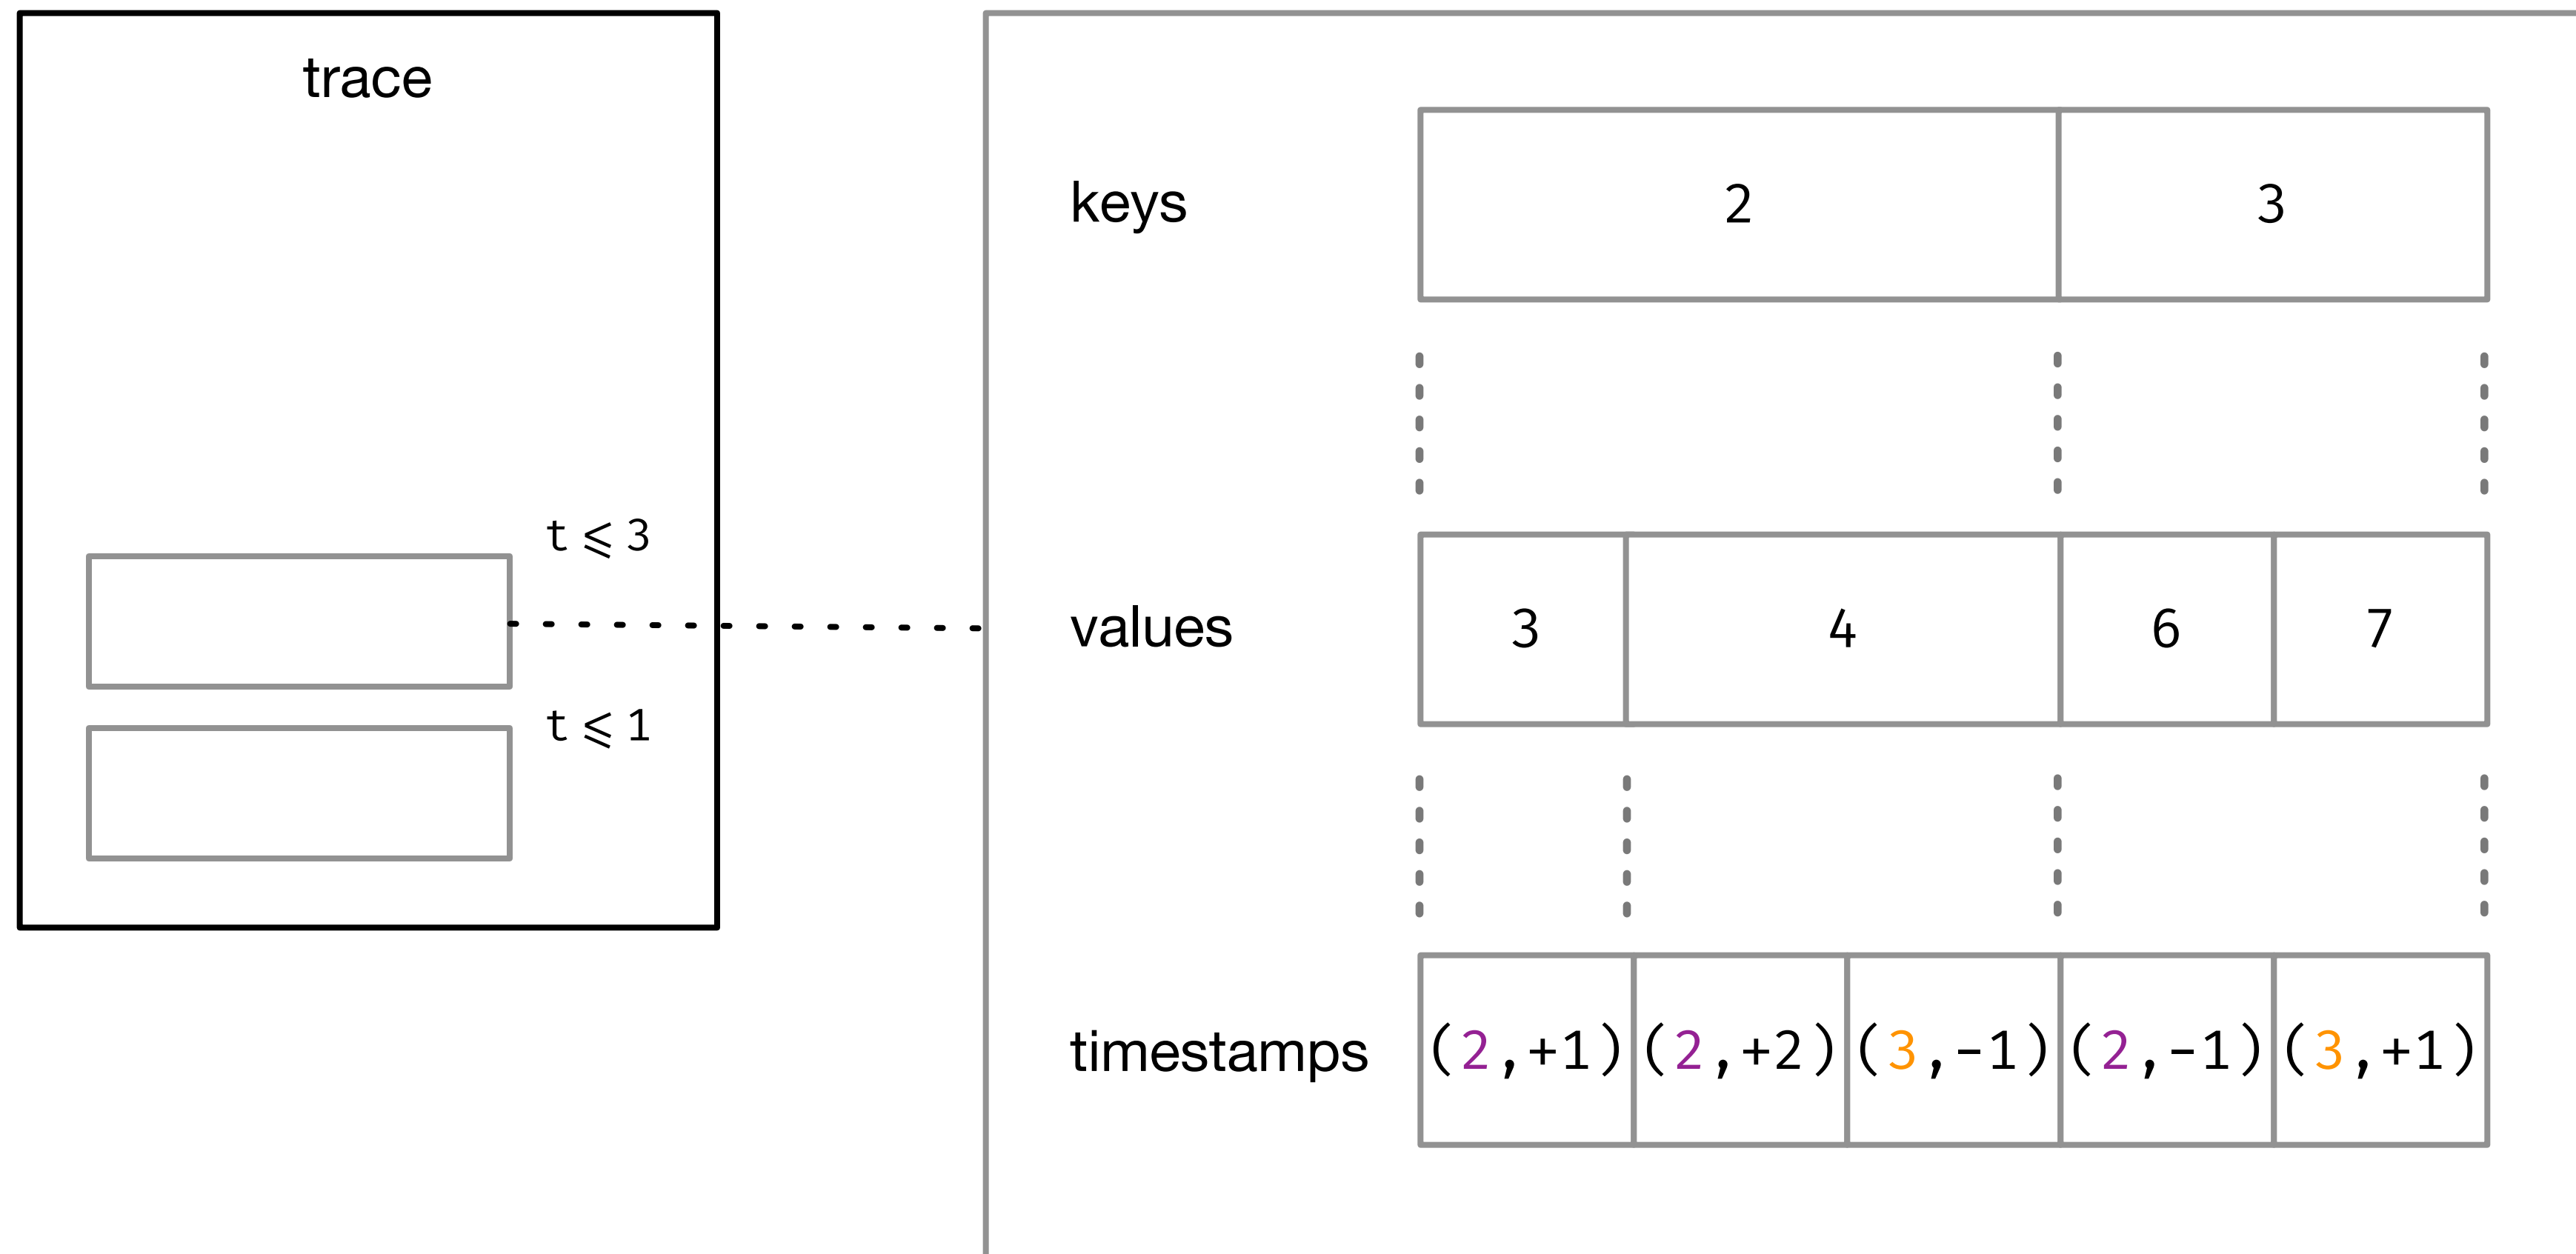 trace
t ⩽ 3
t ⩽ 1
keys
2 3
values
3 4 6 7
timestamps
(2,+1) (2,+2) (3,-1) (2,-1) (3,+1)